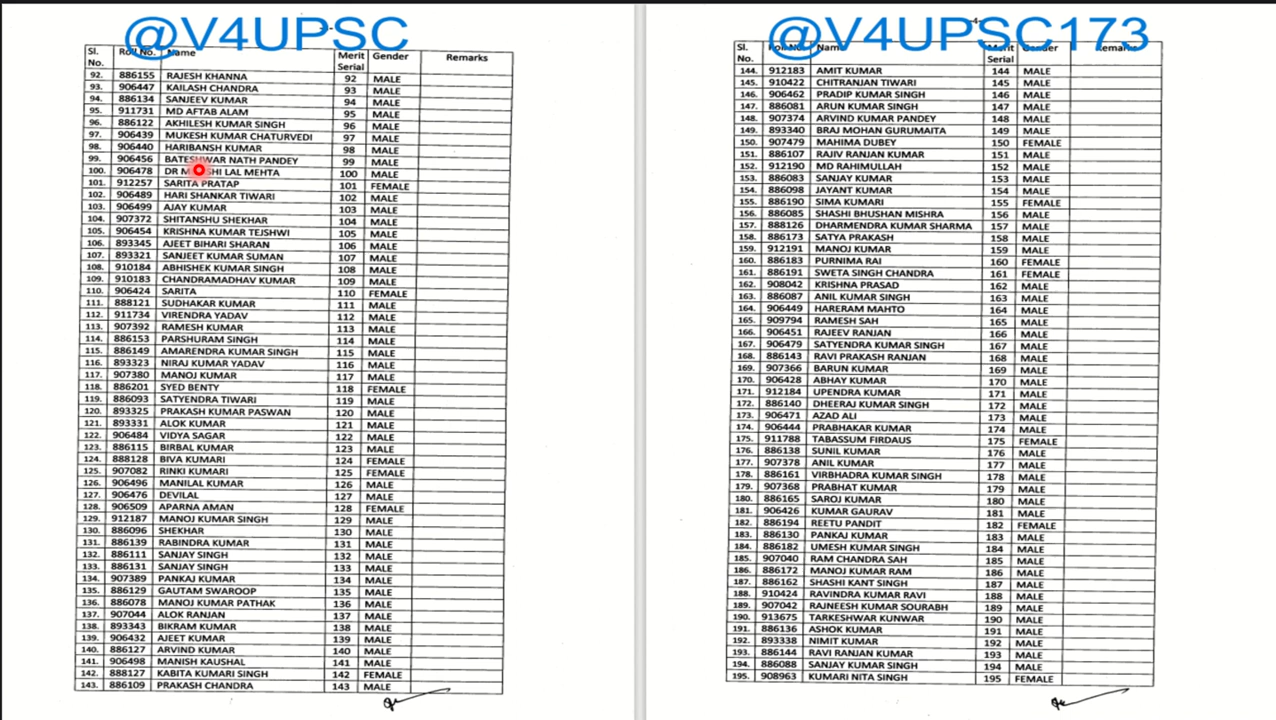 @V4UPSC
Sl. No. Roll No. Name Merit Serial Gender Remarks
92. 886155 RAJESH KHANNA 92 MALE
93. 906447 KAILASH CHANDRA 93 MALE
94. 886134 SANJEEV KUMAR 94 MALE
95. 911731 MD AFTAB ALAM 95 MALE
96. 886122 AKHILESH KUMAR SINGH 96 MALE
97. 906439 MUKESH KUMAR CHATURVEDI 97 MALE
98. 906440 HARIBANSH KUMAR 98 MALE
99. 906456 BATESHWAR NATH PANDEY 99 MALE
100. 906478 DR LAL MEHTA 100 MALE
101. 912257 SARITA PRATAP 101 FEMALE
102. 906489 HARI SHANKAR TIWARI 102 MALE
103. 906499 AJAY KUMAR 103 MALE
104. 907372 SHITANSHU SHEKHAR 104 MALE
105. 906454 KRISHNA KUMAR TEJSHWI 105 MALE
106. 893345 AJEET BIHARI SHARAN 106 MALE
107. 893321 SANJEET KUMAR SUMAN 107 MALE
108. 910184 ABHISHEK KUMAR SINGH 108 MALE
109. 910183 CHANDRAMADHAV KUMAR 109 MALE
110. 906424 SARITA 110 FEMALE
111. 888121 SUDHAKAR KUMAR 111 MALE
112. 911734 VIRENDRA YADAV 112 MALE
113. 907392 RAMESH KUMAR 113 MALE
114. 886153 PARSHURAM SINGH 114 MALE
115. 886149 AMARENDRA KUMAR SINGH 115 MALE
116. 893323 NIRAJ KUMAR YADAV 116 MALE
117. 907380 MANOJ KUMAR 117 MALE
118. 886201 SYED BENTY 118 FEMALE
119. 886093 SATYENDRA TIWARI 119 MALE
120. 893325 PRAKASH KUMAR PASWAN 120 MALE
121. 893331 ALOK KUMAR 121 MALE
122. 906484 VIDYA SAGAR 122 MALE
123. 886115 BIRBAL KUMAR 123 MALE
124. 888128 BIVA KUMARI 124 FEMALE
125. 907082 RINKI KUMARI 125 FEMALE
126. 906496 MANILAL KUMAR 126 MALE
127. 906476 DEVILAL 127 MALE
128. 906509 APARNA AMAN 128 FEMALE
129. 912187 MANOJ KUMAR SINGH 129 MALE
130. 886096 SHEKHAR 130 MALE
131. 886139 RABINDRA KUMAR 131 MALE
132. 886111 SANJAY SINGH 132 MALE
133. 886131 SANJAY SINGH 133 MALE
134. 907389 PANKAJ KUMAR 134 MALE
135. 886129 GAUTAM SWAROOP 135 MALE
136. 886078 MANOJ KUMAR PATHAK 136 MALE
137. 907044 ALOK RANJAN 137 MALE
138. 893343 BIKRAM KUMAR 138 MALE
139. 906432 AJEET KUMAR 139 MALE
140. 886127 ARVIND KUMAR 140 MALE
141. 906498 MANISH KAUSHAL 141 MALE
142. 888127 KABITA KUMARI SINGH 142 FEMALE
143. 886109 PRAKASH CHANDRA 143 MALE
-4-
@V4UPSC173
Sl. No. Roll No. Name Merit Serial Gender Remarks
144. 912183 AMIT KUMAR 144 MALE
145. 910422 CHITRANJAN TIWARI 145 MALE
146. 906462 PRADIP KUMAR SINGH 146 MALE
147. 886081 ARUN KUMAR SINGH 147 MALE
148. 907374 ARVIND KUMAR PANDEY 148 MALE
149. 893340 BRAJ MOHAN GURUMAITA 149 MALE
150. 907479 MAHIMA DUBEY 150 FEMALE
151. 886107 RAJIV RANJAN KUMAR 151 MALE
152. 912190 MD RAHIMULLAH 152 MALE
153. 886083 SANJAY KUMAR 153 MALE
154. 886098 JAYANT KUMAR 154 MALE
155. 886190 SIMA KUMARI 155 FEMALE
156. 886085 SHASHI BHUSHAN MISHRA 156 MALE
157. 888126 DHARMENDRA KUMAR SHARMA 157 MALE
158. 886173 SATYA PRAKASH 158 MALE
159. 912191 MANOJ KUMAR 159 MALE
160. 886183 PURNIMA RAI 160 FEMALE
161. 886191 SWETA SINGH CHANDRA 161 FEMALE
162. 908042 KRISHNA PRASAD 162 MALE
163. 886087 ANIL KUMAR SINGH 163 MALE
164. 906449 HARERAM MAHTO 164 MALE
165. 909794 RAMESH SAH 165 MALE
166. 906451 RAJEEV RANJAN 166 MALE
167. 906479 SATYENDRA KUMAR SINGH 167 MALE
168. 886143 RAVI PRAKASH RANJAN 168 MALE
169. 907366 BARUN KUMAR 169 MALE
170. 906428 ABHAY KUMAR 170 MALE
171. 912184 UPENDRA KUMAR 171 MALE
172. 886140 DHEERAJ KUMAR SINGH 172 MALE
173. 906471 AZAD ALI 173 MALE
174. 906444 PRABHAKAR KUMAR 174 MALE
175. 911788 TABASSUM FIRDAUS 175 FEMALE
176. 886138 SUNIL KUMAR 176 MALE
177. 907378 ANIL KUMAR 177 MALE
178. 886161 VIRBHADRA KUMAR SINGH 178 MALE
179. 907368 PRABHAT KUMAR 179 MALE
180. 886165 SAROJ KUMAR 180 MALE
181. 906426 KUMAR GAURAV 181 MALE
182. 886194 REETU PANDIT 182 FEMALE
183. 886130 PANKAJ KUMAR 183 MALE
184. 886182 UMESH KUMAR SINGH 184 MALE
185. 907040 RAM CHANDRA SAH 185 MALE
186. 886172 MANOJ KUMAR RAM 186 MALE
187. 886162 SHASHI KANT SINGH 187 MALE
188. 910424 RAVINDRA KUMAR RAVI 188 MALE
189. 907042 RAJNEESH KUMAR SOURABH 189 MALE
190. 913675 TARKESHWAR KUNWAR 190 MALE
191. 886136 ASHOK KUMAR 191 MALE
192. 893338 NIMIT KUMAR 192 MALE
193. 886144 RAVI RANJAN KUMAR 193 MALE
194. 886088 SANJAY KUMAR SINGH 194 MALE
195. 908963 KUMARI NITA SINGH 195 FEMALE